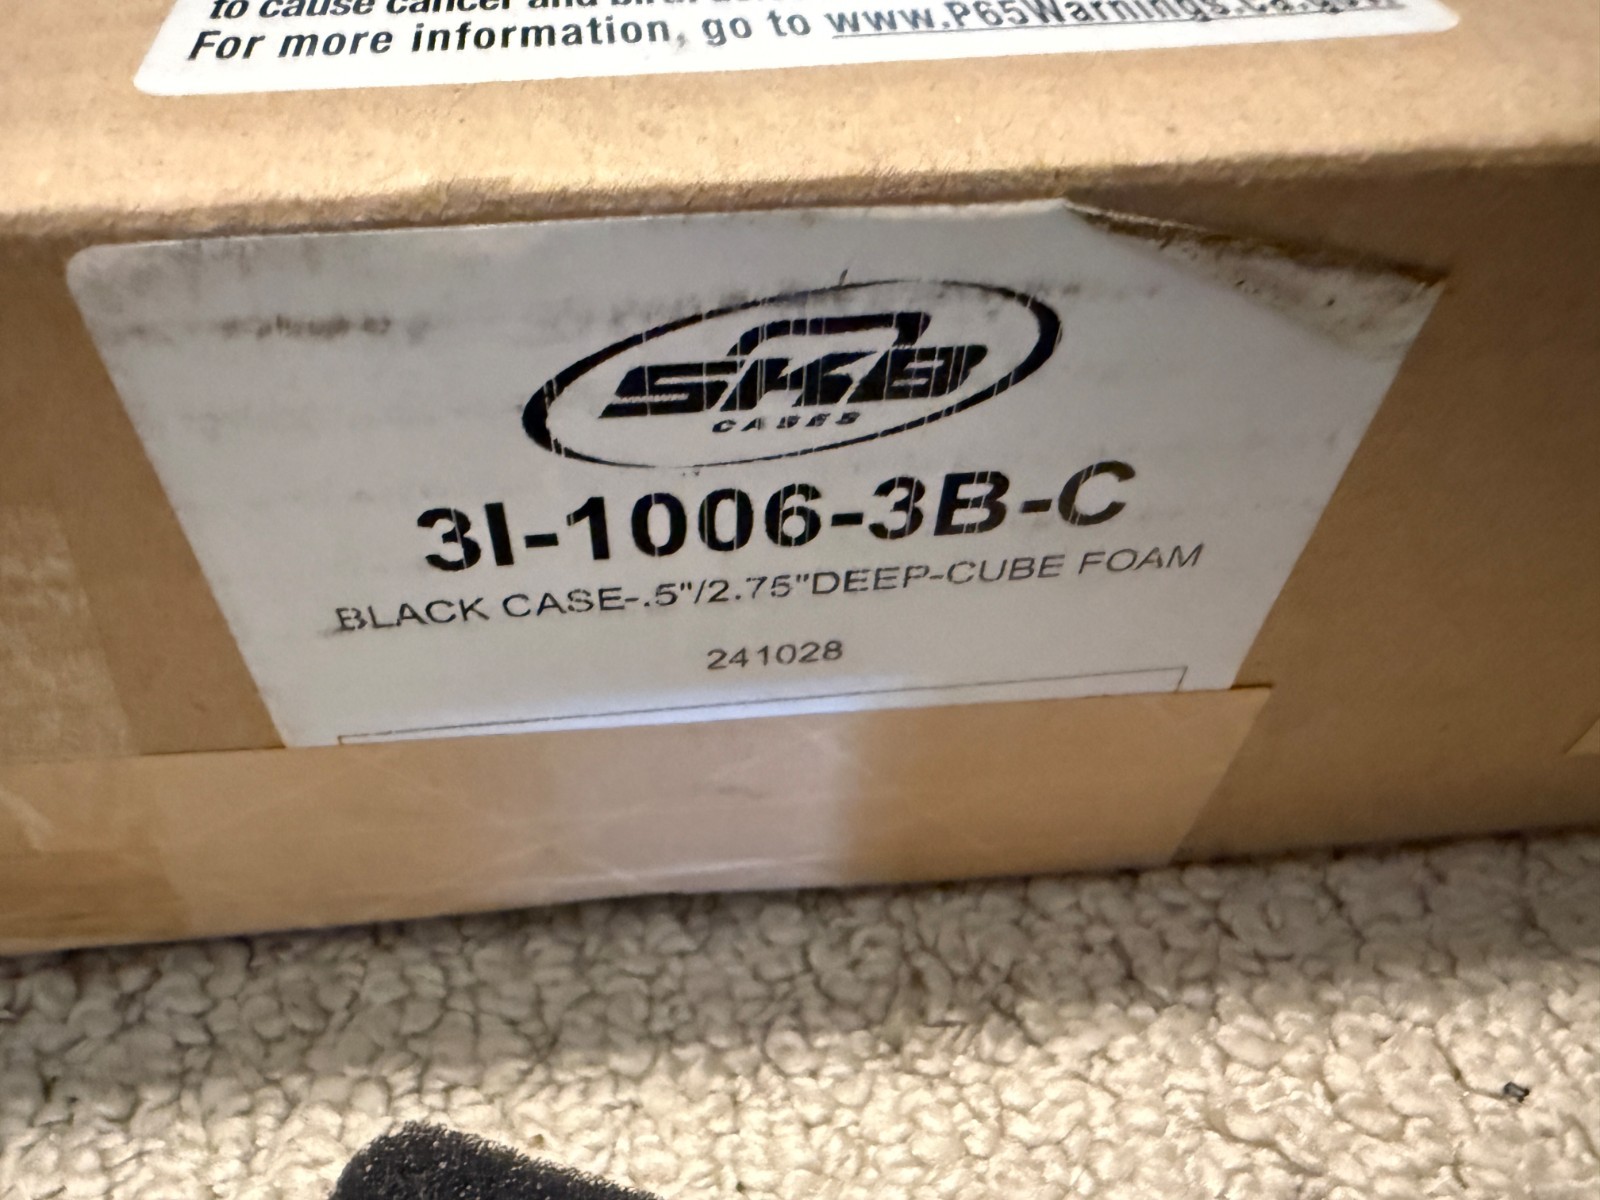 to cause cancer and
For more information, go to www.P65Warnings.ca.gov.
SKB
CASES
3I-1006-3B-C
BLACK CASE-.5"/2.75"DEEP-CUBE FOAM
241028